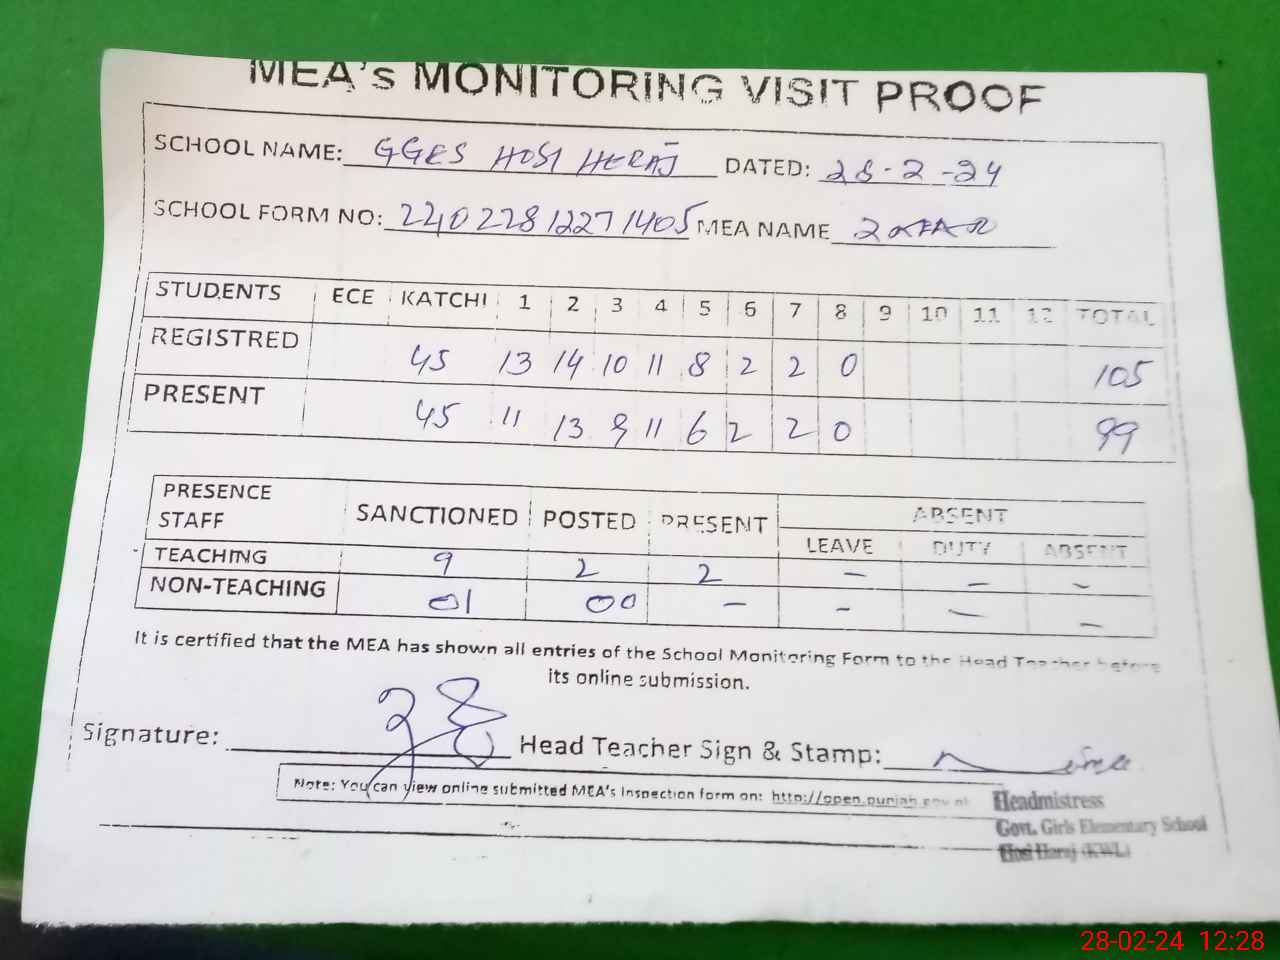 MEA's MONITORING VISIT PROOF
SCHOOL NAME: GGES HOSI HERAJ DATED: 28-2-24
SCHOOL FORM NO: 224022812271405 MEA NAME
STUDENTS ECE KATCHI 1 2 3 4 5 6 7 8 9 10 11 12 TOTAL
REGISTRED 45 13 14 10 11 8 2 2 0 105
PRESENT 45 11 13 9 11 6 2 2 0 99
PRESENCE STAFF SANCTIONED POSTED PRESENT ABSENT
LEAVE DUTY ABSENT
TEACHING 9 2 2 – – –
NON-TEACHING 01 00 – – – –
It is certified that the MEA has shown all entries of the School Monitoring Form to the Head Teacher before
its online submission.
Signature: Head Teacher Sign & Stamp:
Note: You can view online submitted MEA's Inspection form on: http://open.punjab.gov.pk
Headmistress
Govt. Girls Elementary School
Hosi Haraj (KWL)
28-02-24 12:28